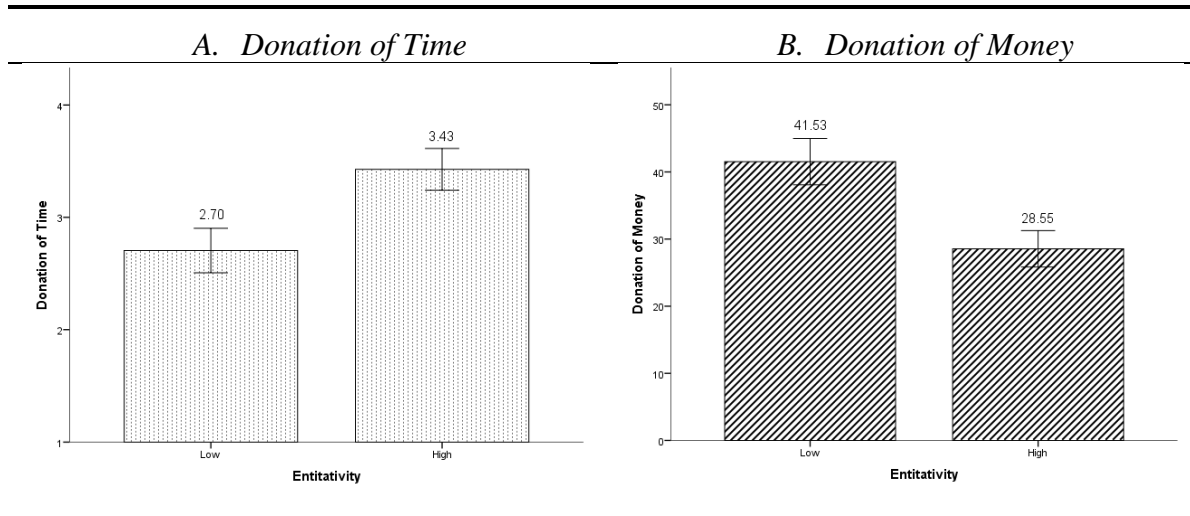 A. Donation of Time
B. Donation of Money
Donation of Time
4
3
2
1
2.70
3.43
Low
High
Entitativity
Donation of Money
50
40
30
20
10
0
41.53
28.55
Low
High
Entitativity